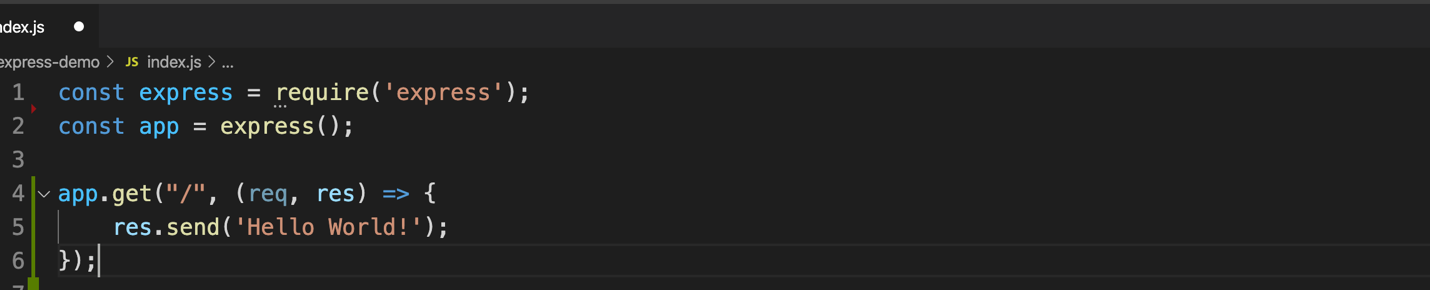 ndex.js
express-demo > JS index.js > ...
1 const express = require('express');
2 const app = express();
3
4 app.get("/", (req, res) => {
5 res.send('Hello World!');
6 });